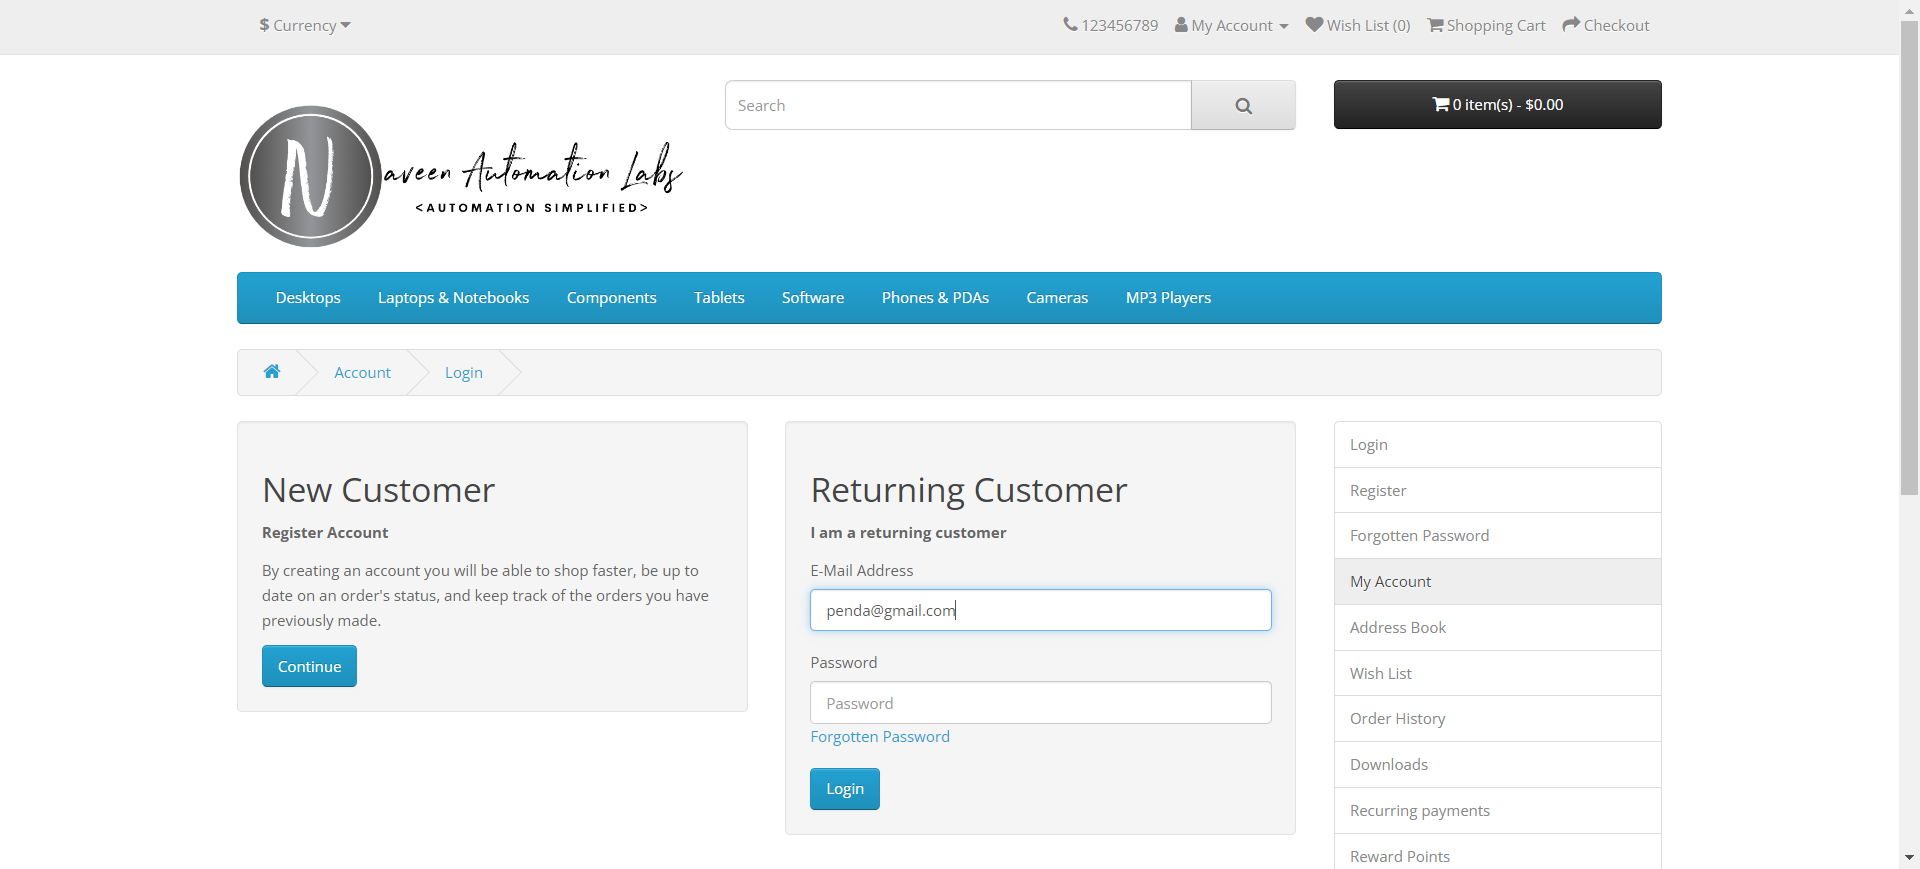 $ Currency
123456789 My Account Wish List (0) Shopping Cart Checkout
Search
0 item(s) - $0.00
N aveen Automation Labs
<AUTOMATION SIMPLIFIED>
Desktops Laptops & Notebooks Components Tablets Software Phones & PDAs Cameras MP3 Players
Account Login
New Customer
Register Account
By creating an account you will be able to shop faster, be up to
date on an order's status, and keep track of the orders you have
previously made.
Continue
Returning Customer
I am a returning customer
E-Mail Address
penda@gmail.com
Password
Password
Forgotten Password
Login
Login
Register
Forgotten Password
My Account
Address Book
Wish List
Order History
Downloads
Recurring payments
Reward Points